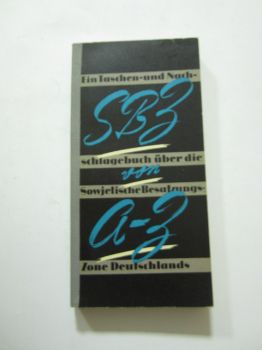 Ein Taschen-und Nach-
SBZ
schlagebuch über die
von
Sowjetische Besatzungs-
A-Z
Zone Deutschlands